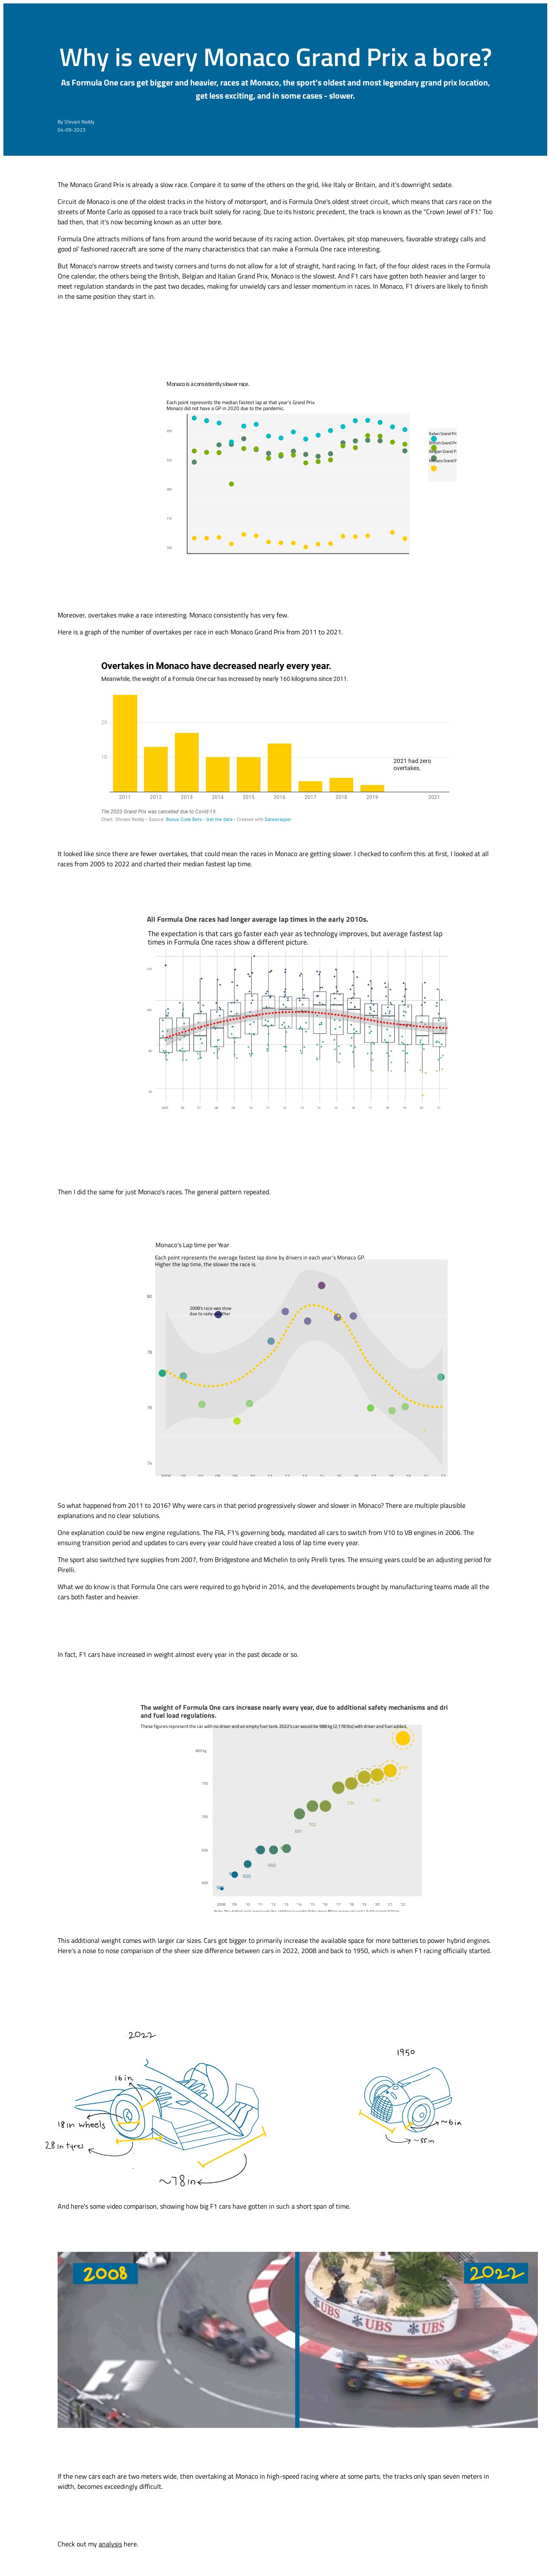 Why is every Monaco Grand Prix a bore?
As Formula One cars get bigger and heavier, races at Monaco, the sport's oldest and most legendary grand prix location,
get less exciting, and in some cases - slower.
By Shivani Reddy
04-09-2023
The Monaco Grand Prix is already a slow race. Compare it to some of the others on the grid, like Italy or Britain, and it's downright sedate.
Circuit de Monaco is one of the oldest tracks in the history of motorsport, and is Formula One's oldest street circuit, which means that cars race on the
streets of Monte Carlo as opposed to a race track built solely for racing. Due to its historic precedent, the track is known as the "Crown Jewel of F1." Too
bad then, that it's now becoming known as an utter bore.
Formula One attracts millions of fans from around the world because of its racing action. Overtakes, pit stop maneuvers, favorable strategy calls and
good ol' fashioned racecraft are some of the many characteristics that can make a Formula One race interesting.
But Monaco's narrow streets and twisty corners and turns do not allow for a lot of straight, hard racing. In fact, of the four oldest races in the Formula
One calendar, the others being the British, Belgian and Italian Grand Prix, Monaco is the slowest. And F1 cars have gotten both heavier and larger to
meet regulation standards in the past two decades, making for unwieldy cars and lesser momentum in races. In Monaco, F1 drivers are likely to finish
in the same position they start in.
Monaco is a consistently slower race.
Each point represents the median fastest lap at that year's Grand Prix.
Monaco did not have a GP in 2020 due to the pandemic.
Italian Grand Pri
British Grand Pri
Belgian Grand Pr
Monaco Grand P
Moreover, overtakes make a race interesting. Monaco consistently has very few.
Here is a graph of the number of overtakes per race in each Monaco Grand Prix from 2011 to 2021.
Overtakes in Monaco have decreased nearly every year.
Meanwhile, the weight of a Formula One car has increased by nearly 160 kilograms since 2011.
20
10
2021 had zero
overtakes.
2011 2012 2013 2014 2015 2016 2017 2018 2019 2021
The 2020 Grand Prix was cancelled due to Covid-19.
Chart: Shivani Reddy • Source: Bonus Code Bets • Get the data • Created with Datawrapper
It looked like since there are fewer overtakes, that could mean the races in Monaco are getting slower. I checked to confirm this: at first, I looked at all
races from 2005 to 2022 and charted their median fastest lap time.
All Formula One races had longer average lap times in the early 2010s.
The expectation is that cars go faster each year as technology improves, but average fastest lap
times in Formula One races show a different picture.
Then I did the same for just Monaco's races. The general pattern repeated.
Monaco's Lap time per Year
Each point represents the average fastest lap done by drivers in each year's Monaco GP.
Higher the lap time, the slower the race is.
80
2008's race was slow
due to rainy weather
78
76
74
So what happened from 2011 to 2016? Why were cars in that period progressively slower and slower in Monaco? There are multiple plausible
explanations and no clear solutions.
One explanation could be new engine regulations. The FIA, F1's governing body, mandated all cars to switch from V10 to V8 engines in 2006. The
ensuing transition period and updates to cars every year could have created a loss of lap time every year.
The sport also switched tyre supplies from 2007, from Bridgestone and Michelin to only Pirelli tyres. The ensuing years could be an adjusting period for
Pirelli.
What we do know is that Formula One cars were required to go hybrid in 2014, and the developements brought by manufacturing teams made all the
cars both faster and heavier.
In fact, F1 cars have increased in weight almost every year in the past decade or so.
The weight of Formula One cars increase nearly every year, due to additional safety mechanisms and dri
and fuel load regulations.
These figures represent the car with no driver and an empty fuel tank. 2022's car would be 988 kg (2,178 lbs) with driver and fuel added.
800 kg
750
700
650
600
691
702
734
746
640
620
2008 '09 '10 '11 '12 '13 '14 '15 '16 '17 '18 '19 '20 '21 '22
This additional weight comes with larger car sizes. Cars got bigger to primarily increase the available space for more batteries to power hybrid engines.
Here's a nose to nose comparison of the sheer size difference between cars in 2022, 2008 and back to 1950, which is when F1 racing officially started.
2022
1950
16 in
18 in wheels
28 in tyres
~78 in
~6 in
~55 in
And here's some video comparison, showing how big F1 cars have gotten in such a short span of time.
2008
2022
UBS
UBS
UBS
F1
If the new cars each are two meters wide, then overtaking at Monaco in high-speed racing where at some parts, the tracks only span seven meters in
width, becomes exceedingly difficult.
Check out my analysis here.